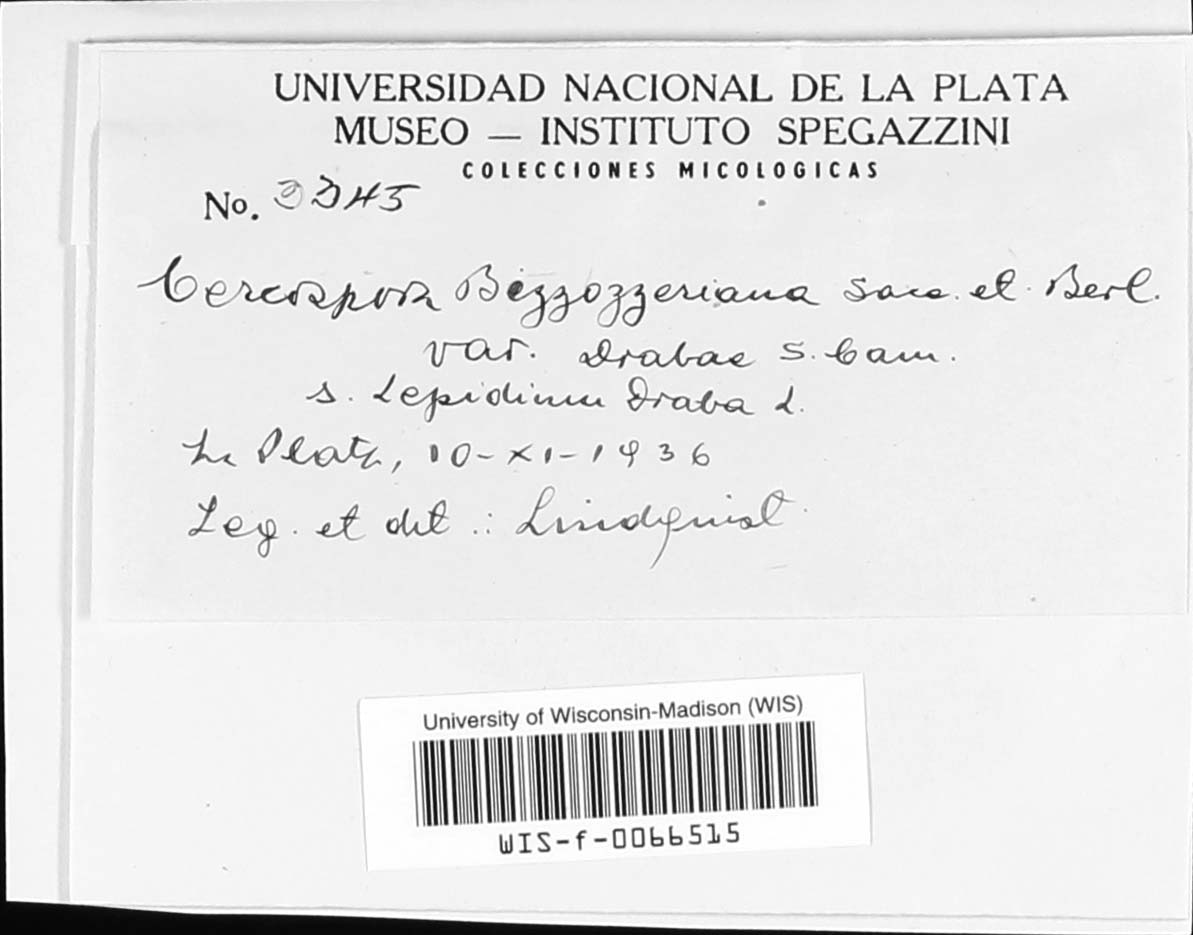 UNIVERSIDAD NACIONAL DE LA PLATA
MUSEO — INSTITUTO SPEGAZZINI
COLECCIONES MICOLOGICAS
No.
Cercospora Bizzozzeriana Sacc. et. Berl.
var. Drabae S. Cam.
s. Lepidium Draba L.
La Plata, 10-XI-1936
Leg. et det.: Lindquist
University of Wisconsin-Madison (WIS)
WIS-f-0066515